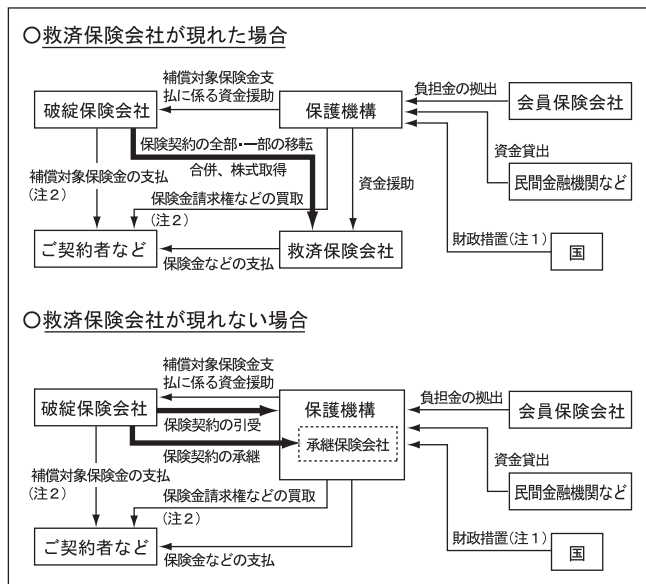 ○救済保険会社が現れた場合
補償対象保険金支
払に係る資金援助
負担金の拠出
破綻保険会社
保護機構
会員保険会社
保険契約の全部・一部の移転
合併、株式取得
資金貸出
補償対象保険金の支払
(注2)
保険金請求権などの買取
(注2)
資金援助
民間金融機関など
ご契約者など
救済保険会社
財政措置(注1)
国
保険金などの支払
○救済保険会社が現れない場合
補償対象保険金支
払に係る資金援助
負担金の拠出
破綻保険会社
保護機構
会員保険会社
保険契約の引受
承継保険会社
保険契約の承継
資金貸出
補償対象保険金の支払
(注2)
保険金請求権などの買取
(注2)
民間金融機関など
ご契約者など
財政措置(注1)
国
保険金などの支払